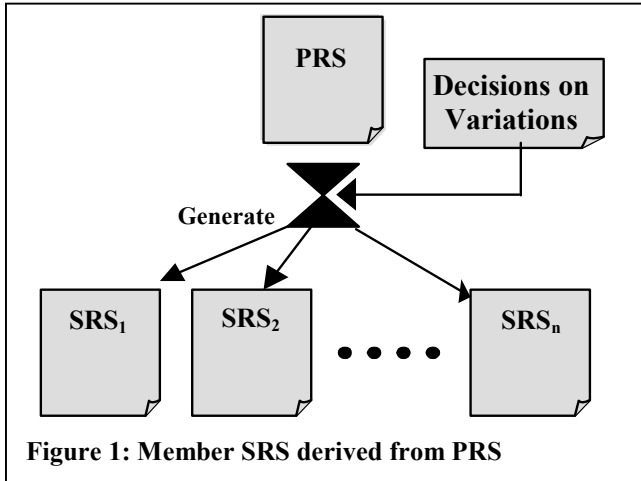 PRS
Decisions on
Variations
Generate
SRS₁
SRS₂
SRSₙ
Figure 1: Member SRS derived from PRS